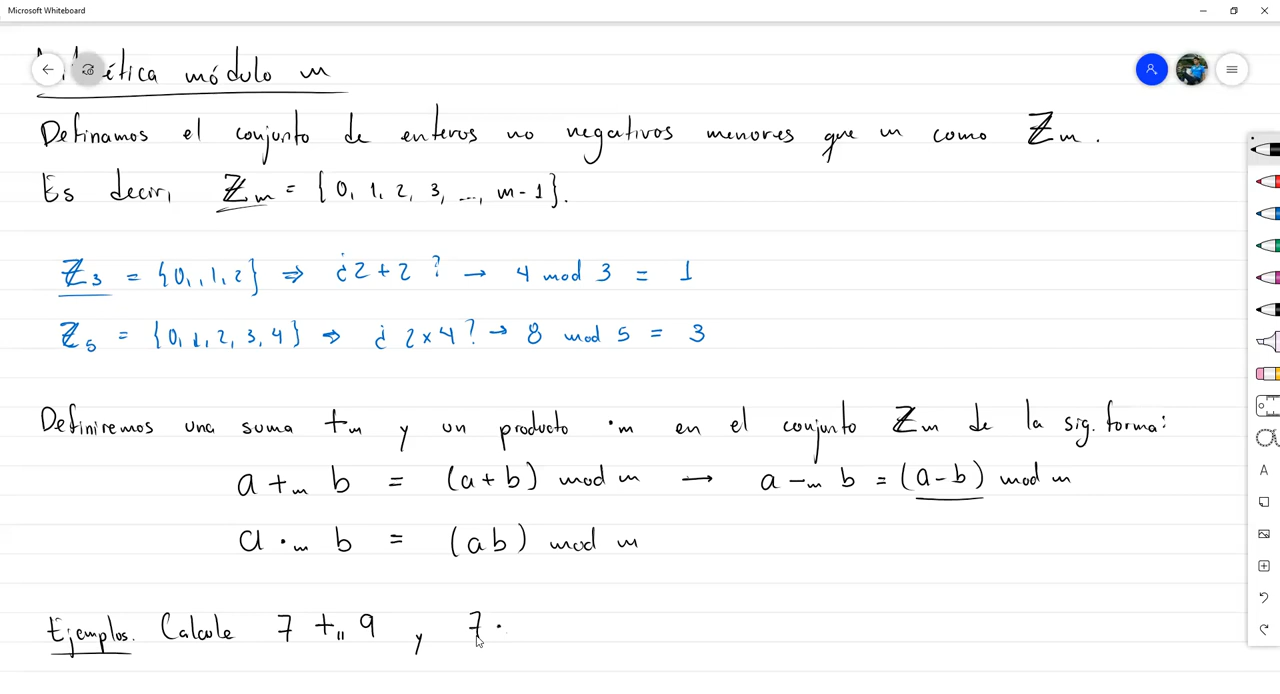 Microsoft Whiteboard
ética módulo m
Definamos el conjunto de enteros no negativos menores que m como ℤₘ.
Es decir, ℤₘ = {0, 1, 2, 3, ..., m-1}.
ℤ₃ = {0, 1, 2} ⇒ ¿2+2? → 4 mod 3 = 1
ℤ₅ = {0, 1, 2, 3, 4} ⇒ ¿2×4? → 8 mod 5 = 3
Definiremos una suma +ₘ y un producto ·ₘ en el conjunto ℤₘ de la sig. forma:
a +ₘ b = (a+b) mod m → a -ₘ b = (a-b) mod m
a ·ₘ b = (ab) mod m
Ejemplos. Calcule 7 +₁₁ 9 y 7 ·
A